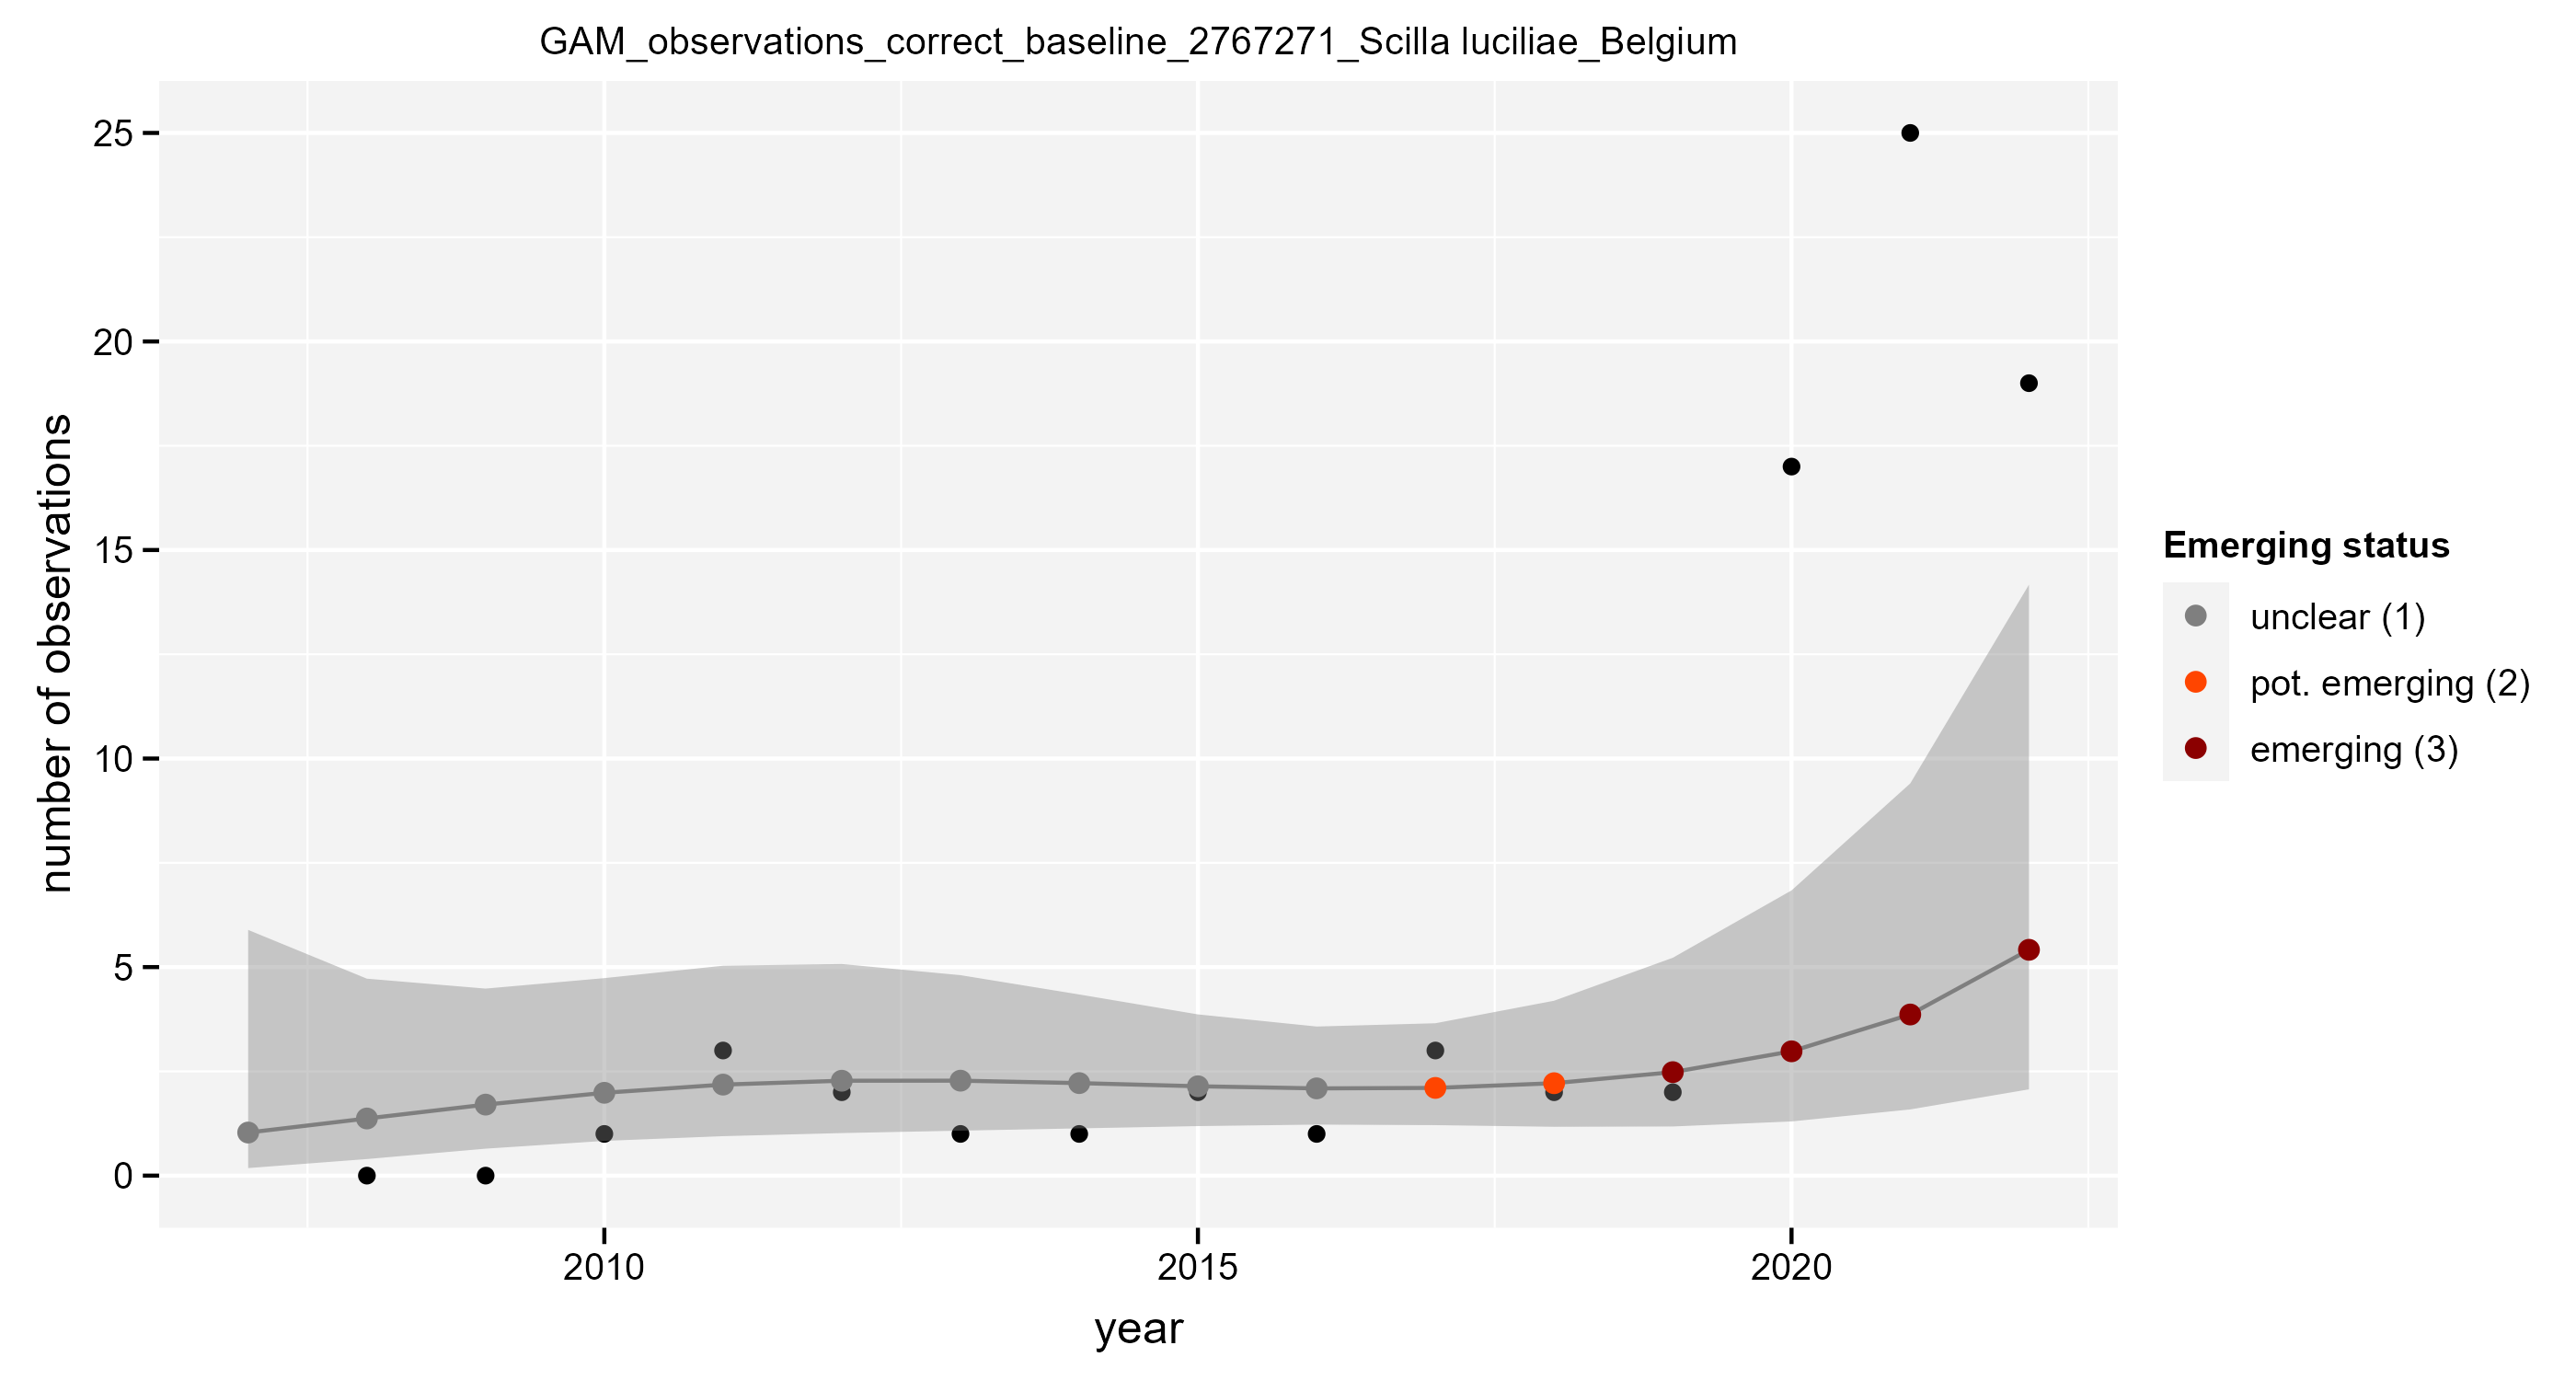 GAM_observations_correct_baseline_2767271_Scilla luciliae_Belgium
number of observations
25
20
15
10
5
0
2010
2015
2020
year
Emerging status
unclear (1)
pot. emerging (2)
emerging (3)